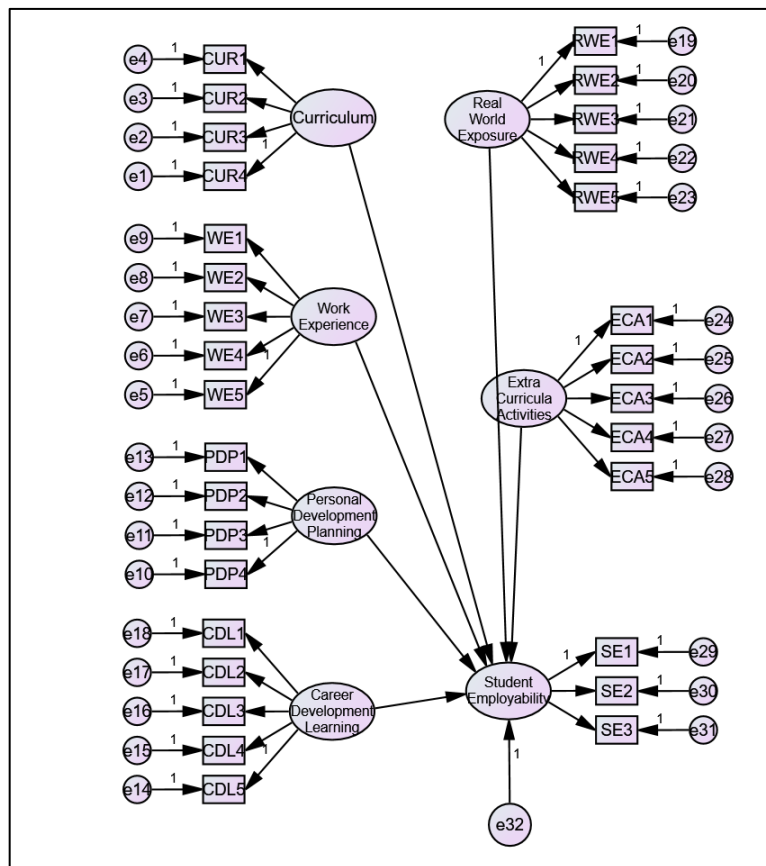 e4 1 CUR1
e3 1 CUR2
e2 1 CUR3
e1 1 CUR4
1
Curriculum
e9 1 WE1
e8 1 WE2
e7 1 WE3
e6 1 WE4
e5 1 WE5
1
Work
Experience
e13 1 PDP1
e12 1 PDP2
e11 1 PDP3
e10 1 PDP4
1
Personal
Development
Planning
e18 1 CDL1
e17 1 CDL2
e16 1 CDL3
e15 1 CDL4
e14 1 CDL5
1
Career
Development
Learning
Real
World
Exposure
1
RWE1 1 e19
RWE2 1 e20
RWE3 1 e21
RWE4 1 e22
RWE5 1 e23
Extra
Curricula
Activities
1
ECA1 1 e24
ECA2 1 e25
ECA3 1 e26
ECA4 1 e27
ECA5 1 e28
Student
Employability
1
SE1 1 e29
SE2 1 e30
SE3 1 e31
1
e32